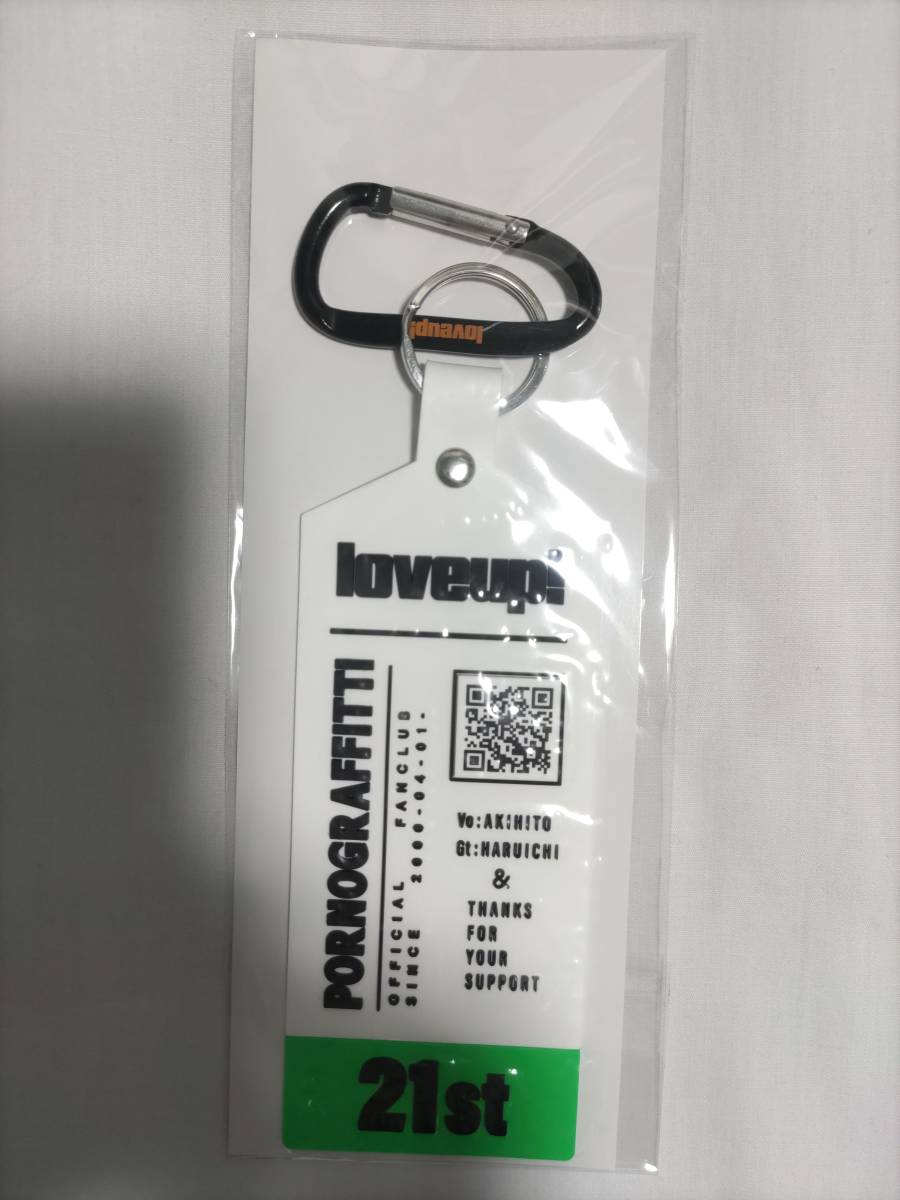 loveup!
loveup!
PORNOGRAFFITTI
OFFICIAL FANCLUB
SINCE 2000-04-01-
Vo:AKIHITO
Gt:HARUICHI
&
THANKS
FOR
YOUR
SUPPORT
21st